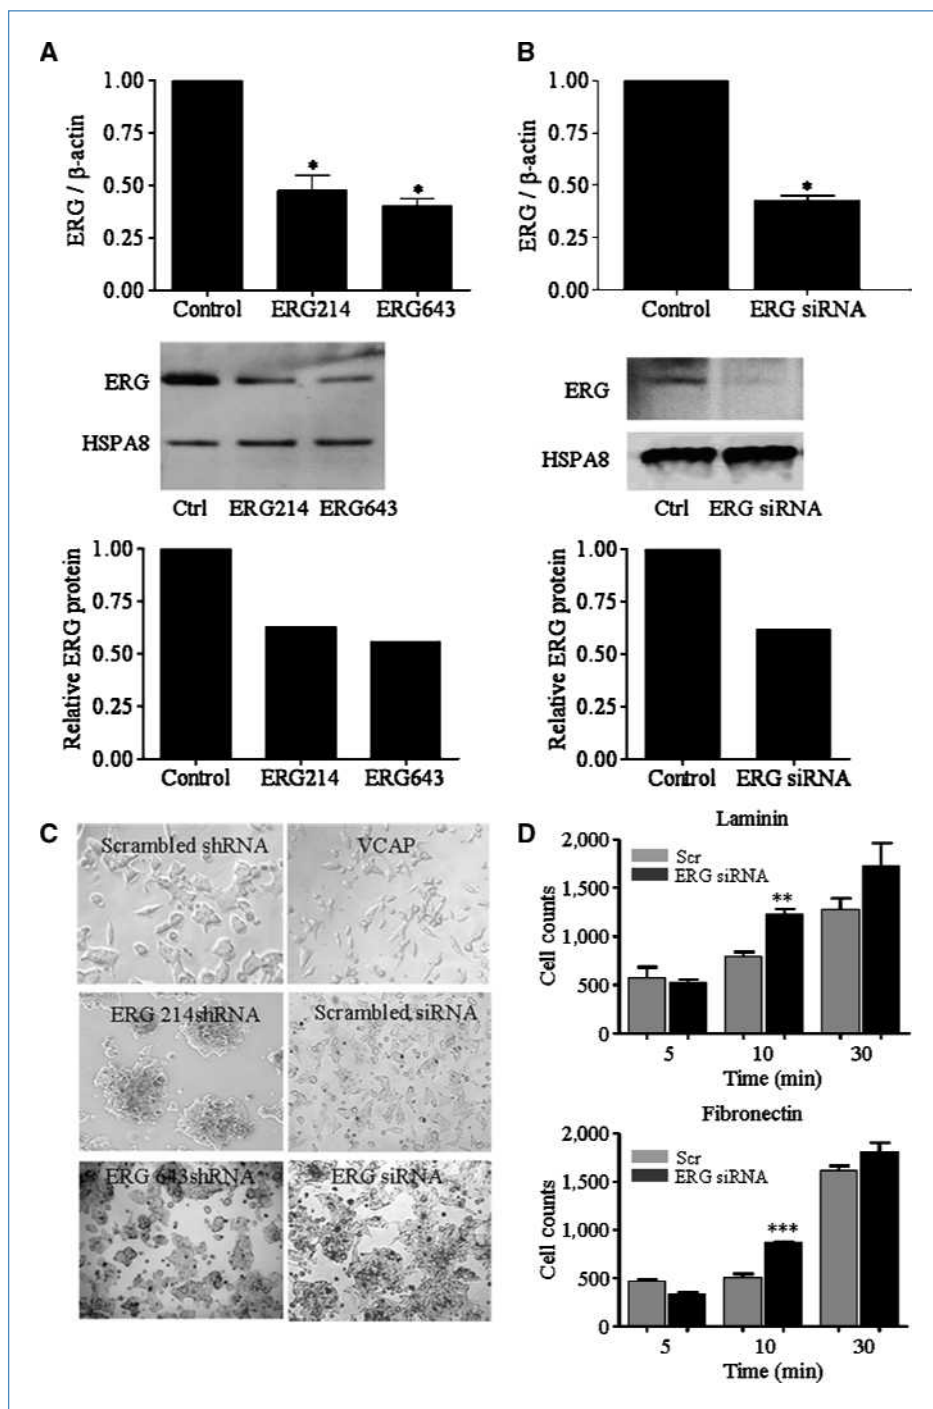 A
1.00
0.75
0.50
0.25
0.00
ERG / β-actin
*
*
Control ERG214 ERG643
ERG
HSPA8
Ctrl ERG214 ERG643
1.00
0.75
0.50
0.25
0.00
Relative ERG protein
Control ERG214 ERG643
B
1.00
0.75
0.50
0.25
0.00
ERG / β-actin
*
Control ERG siRNA
ERG
HSPA8
Ctrl ERG siRNA
1.00
0.75
0.50
0.25
0.00
Relative ERG protein
Control ERG siRNA
C
Scrambled shRNA VCAP
ERG 214shRNA Scrambled siRNA
ERG 643shRNA ERG siRNA
D
Laminin
2,000
1,500
1,000
500
0
Cell counts
Scr
ERG siRNA
**
5 10 30
Time (min)
Fibronectin
2,000
1,500
1,000
500
0
Cell counts
Scr
ERG siRNA
***
5 10 30
Time (min)